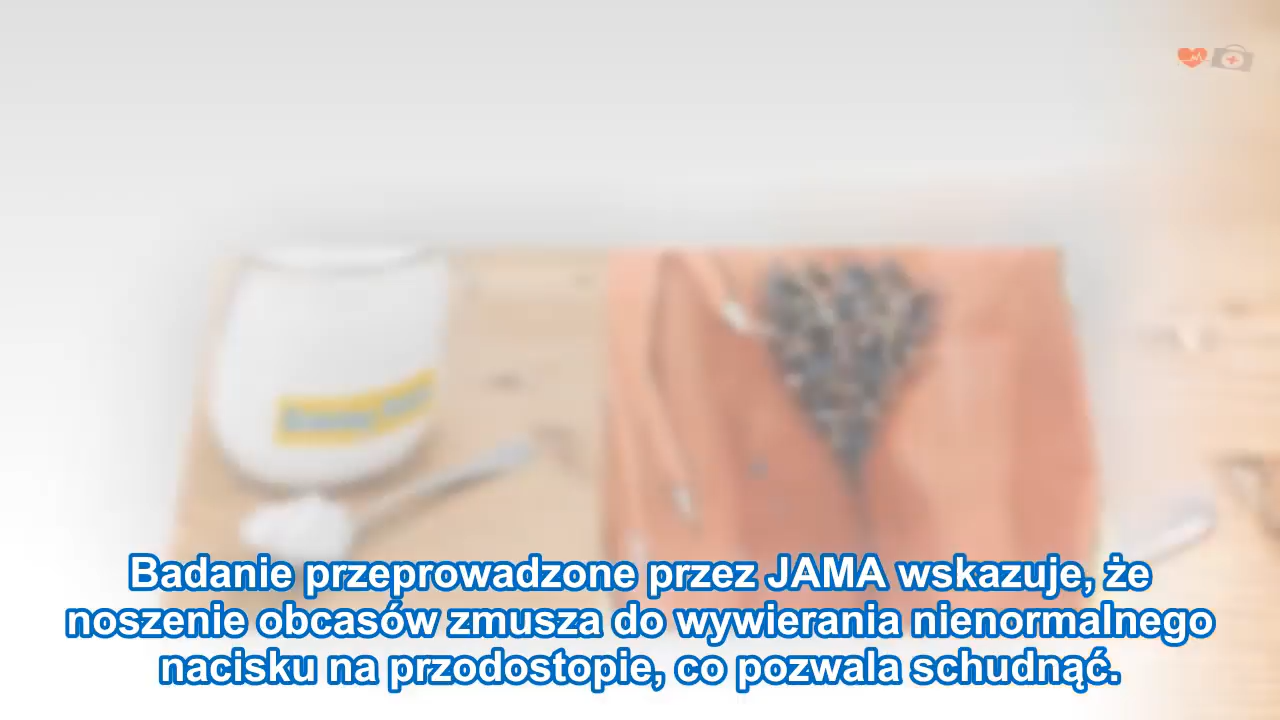 Badanie przeprowadzone przez JAMA wskazuje, że
noszenie obcasów zmusza do wywierania nienormalnego
nacisku na przodostopie, co pozwala schudnąć.